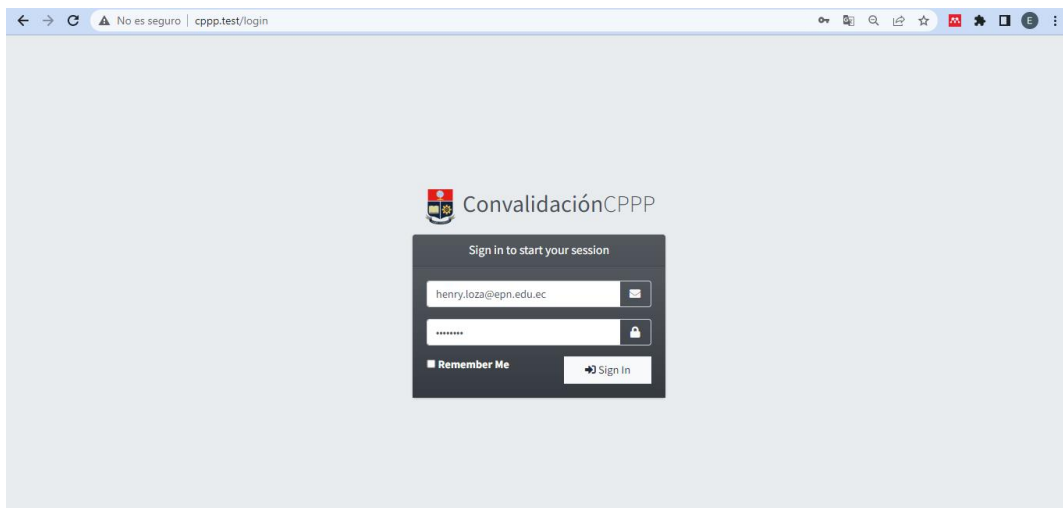 No es seguro | cppp.test/login
E
ConvalidaciónCPPP
Sign in to start your session
henry.loza@epn.edu.ec
••••••••
Remember Me
Sign In